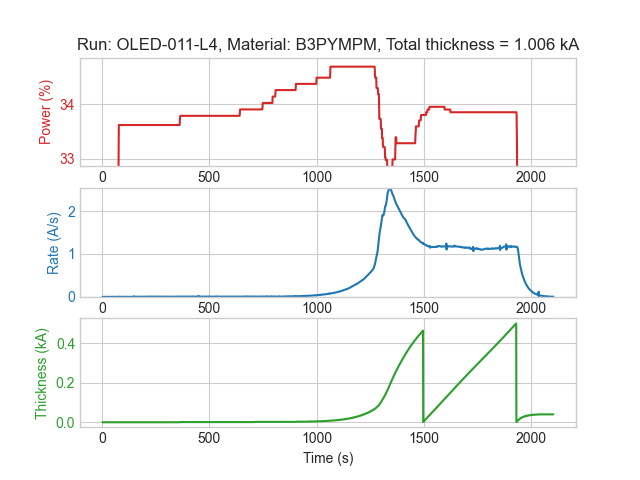 Run: OLED-011-L4, Material: B3PYMPM, Total thickness = 1.006 kA
Power (%)
34
33
0 500 1000 1500 2000
Rate (A/s)
2
1
0
0 500 1000 1500 2000
Thickness (kA)
0.4
0.2
0.0
0 500 1000 1500 2000
Time (s)